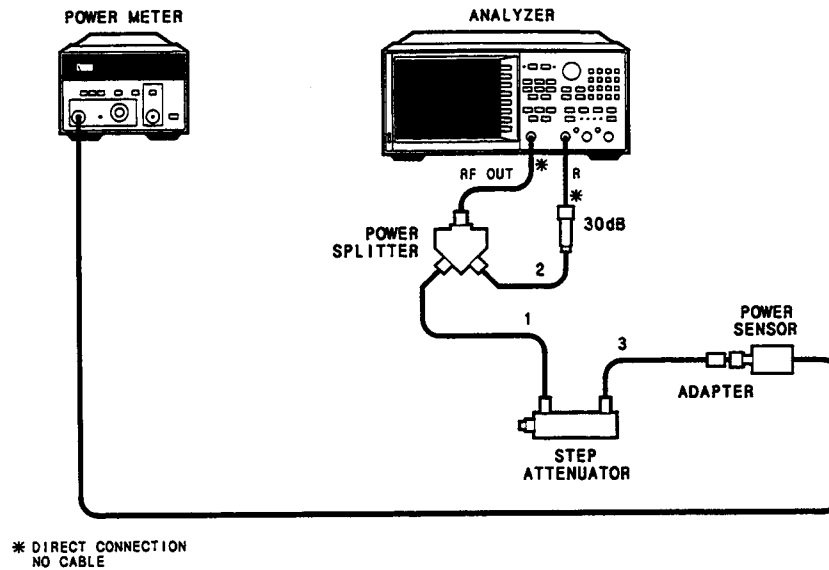 POWER METER
ANALYZER
RF OUT
*
R
*
30dB
POWER
SPLITTER
2
1
3
POWER
SENSOR
ADAPTER
STEP
ATTENUATOR
* DIRECT CONNECTION
NO CABLE